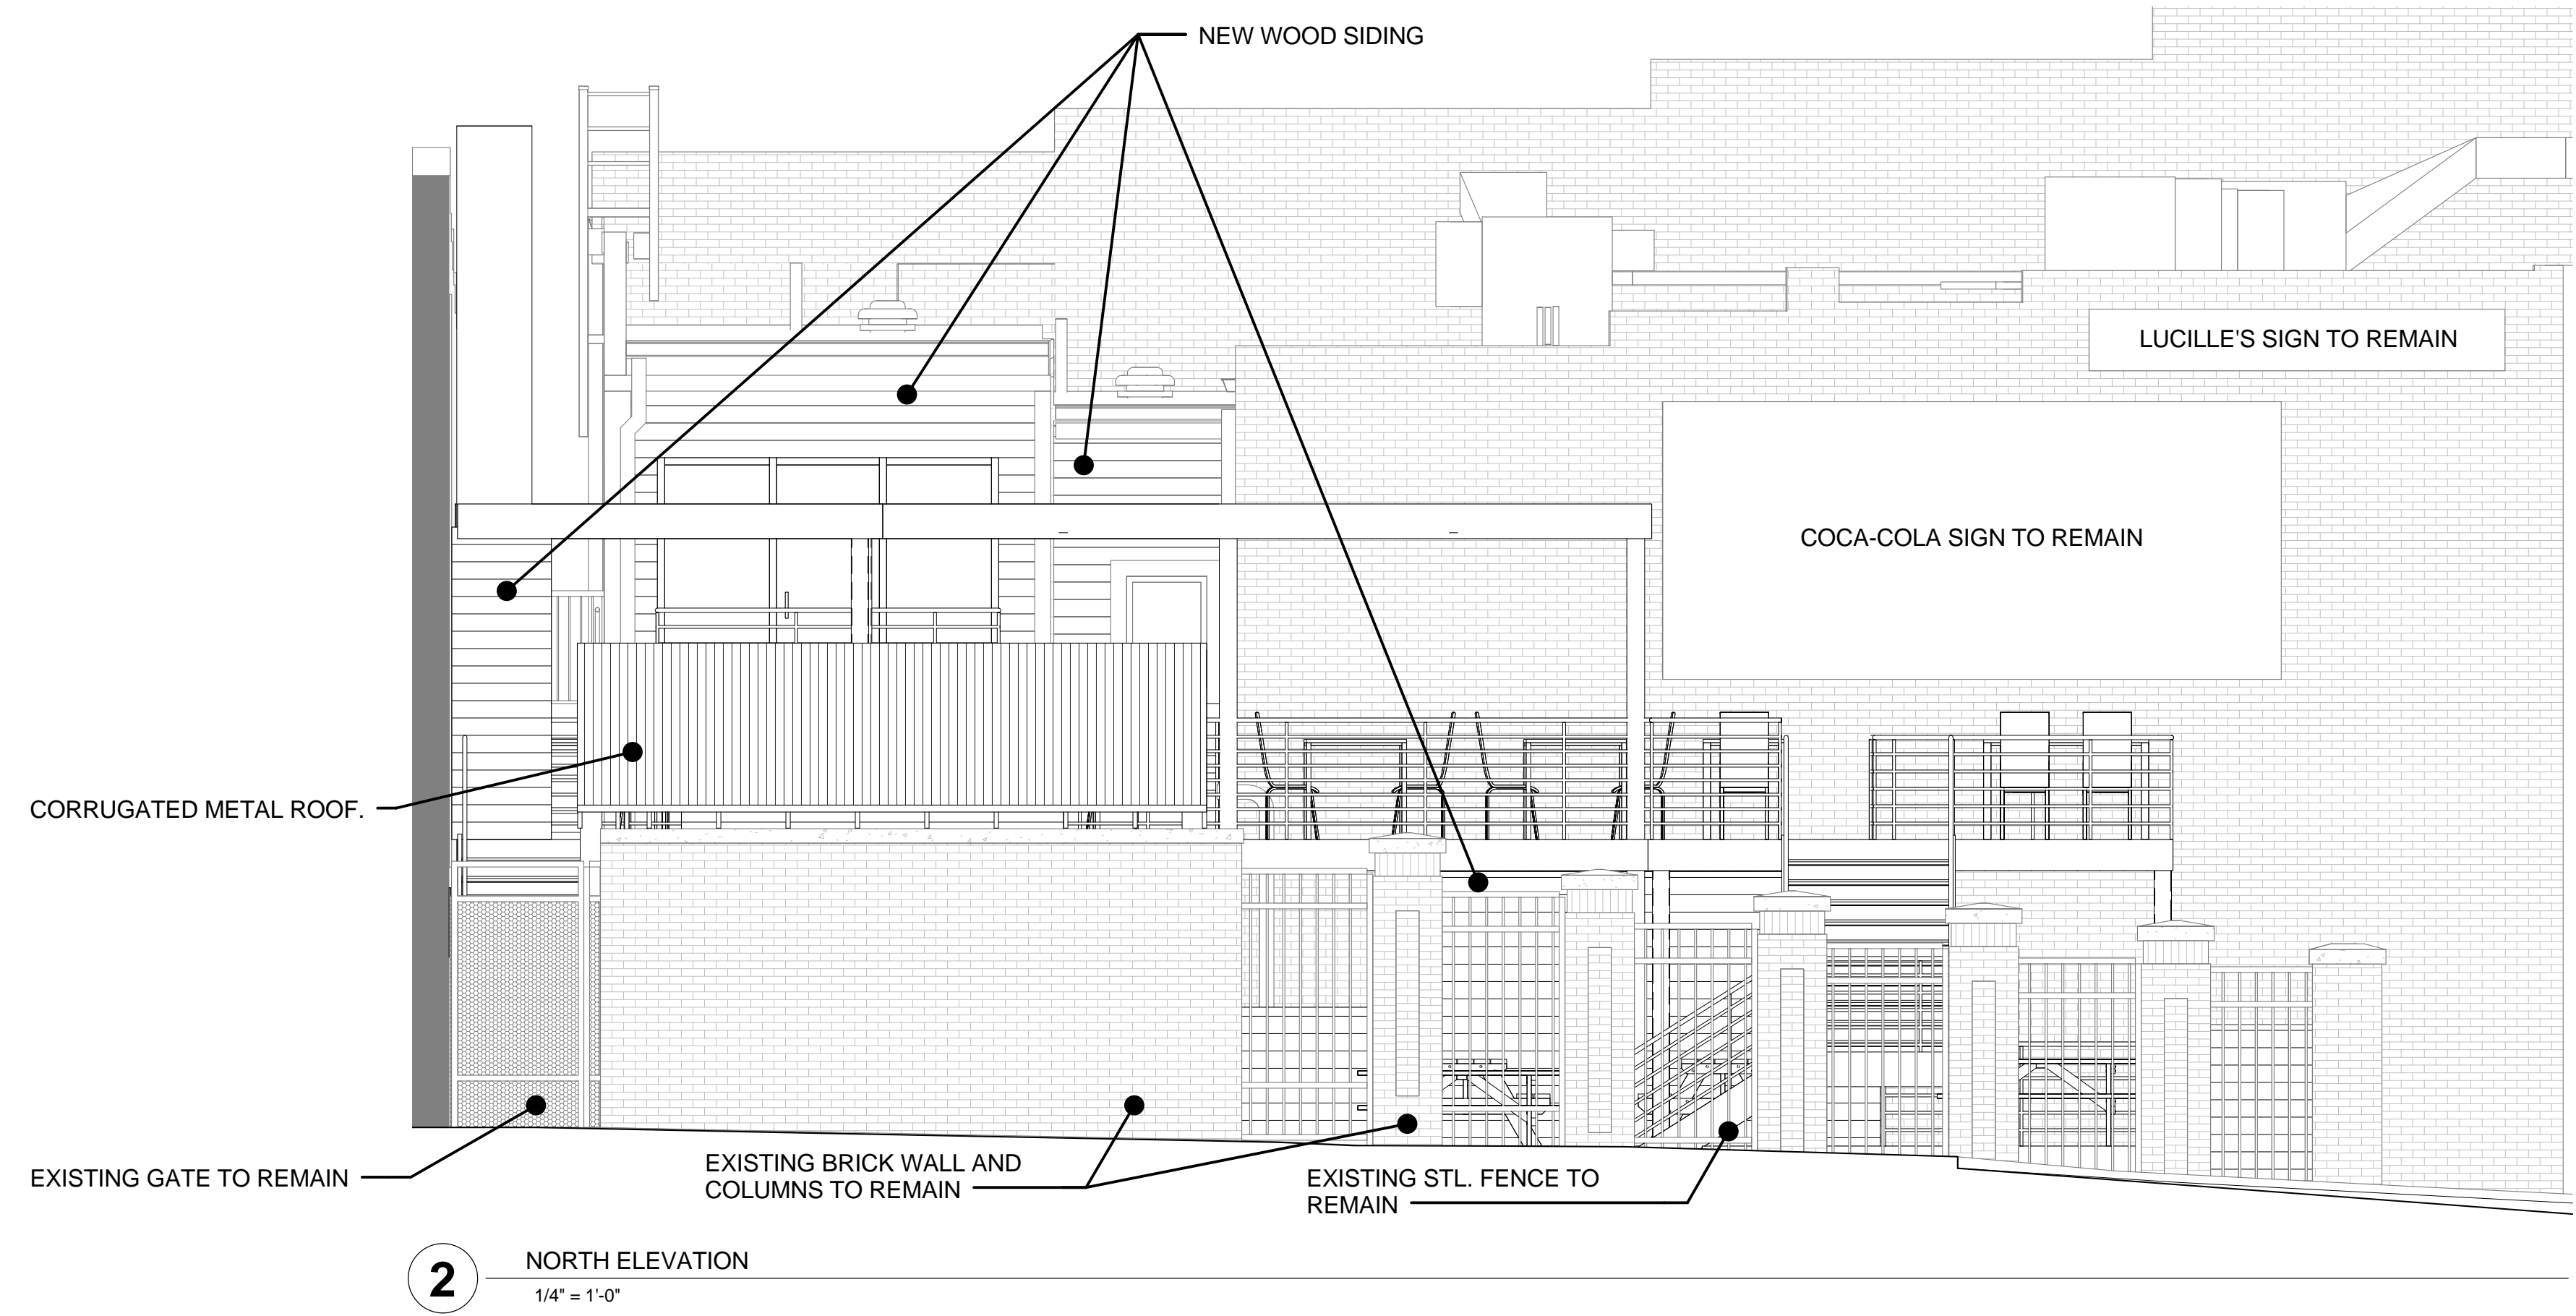 NEW WOOD SIDING
LUCILLE'S SIGN TO REMAIN
COCA-COLA SIGN TO REMAIN
CORRUGATED METAL ROOF.
EXISTING GATE TO REMAIN
EXISTING BRICK WALL AND
COLUMNS TO REMAIN
EXISTING STL. FENCE TO
REMAIN
2
NORTH ELEVATION
1/4" = 1'-0"